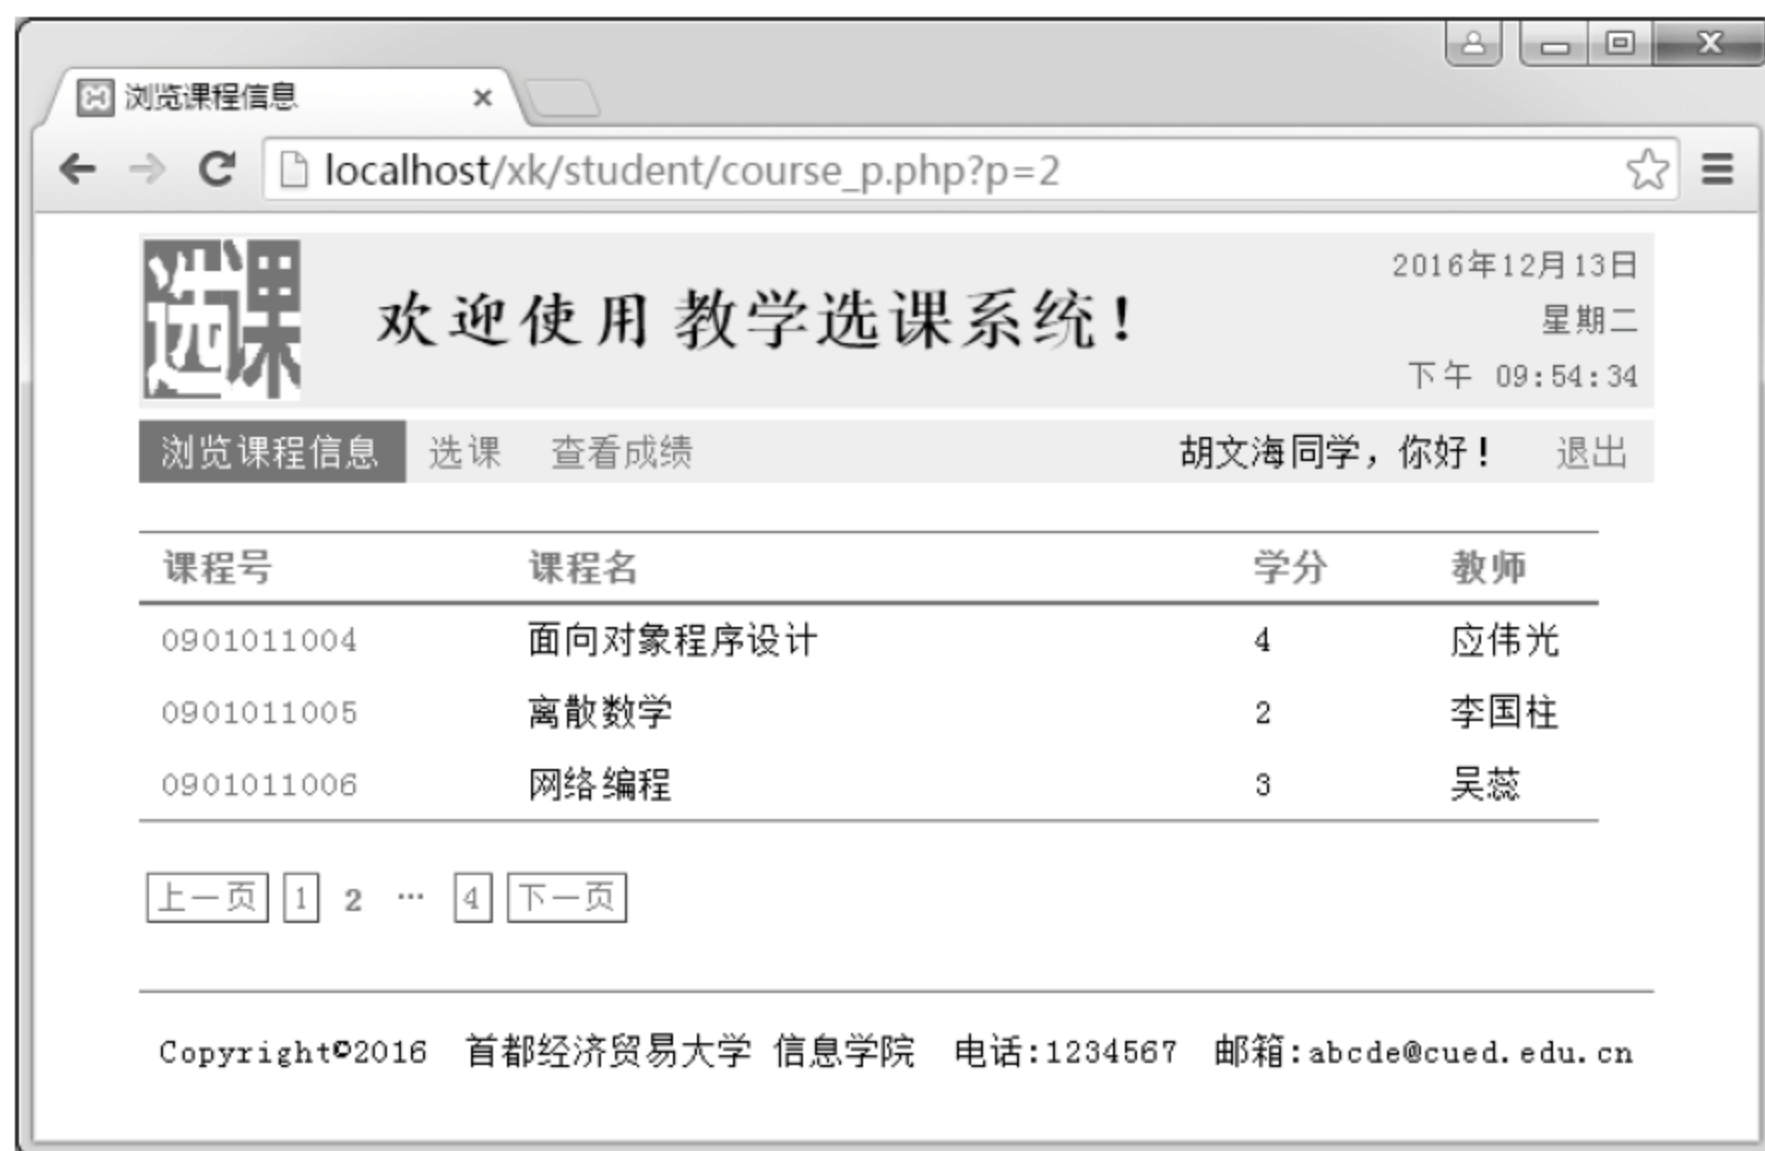 浏览课程信息
localhost/xk/student/course_p.php?p=2
选课
欢迎使用教学选课系统!
2016年12月13日
星期二
下午 09:54:34
浏览课程信息 选课 查看成绩 胡文海同学，你好! 退出
课程号 课程名 学分 教师
0901011004 面向对象程序设计 4 应伟光
0901011005 离散数学 2 李国柱
0901011006 网络编程 3 吴蕊
上一页 1 2 … 4 下一页
Copyright©2016 首都经济贸易大学 信息学院 电话:1234567 邮箱:abcde@cued.edu.cn